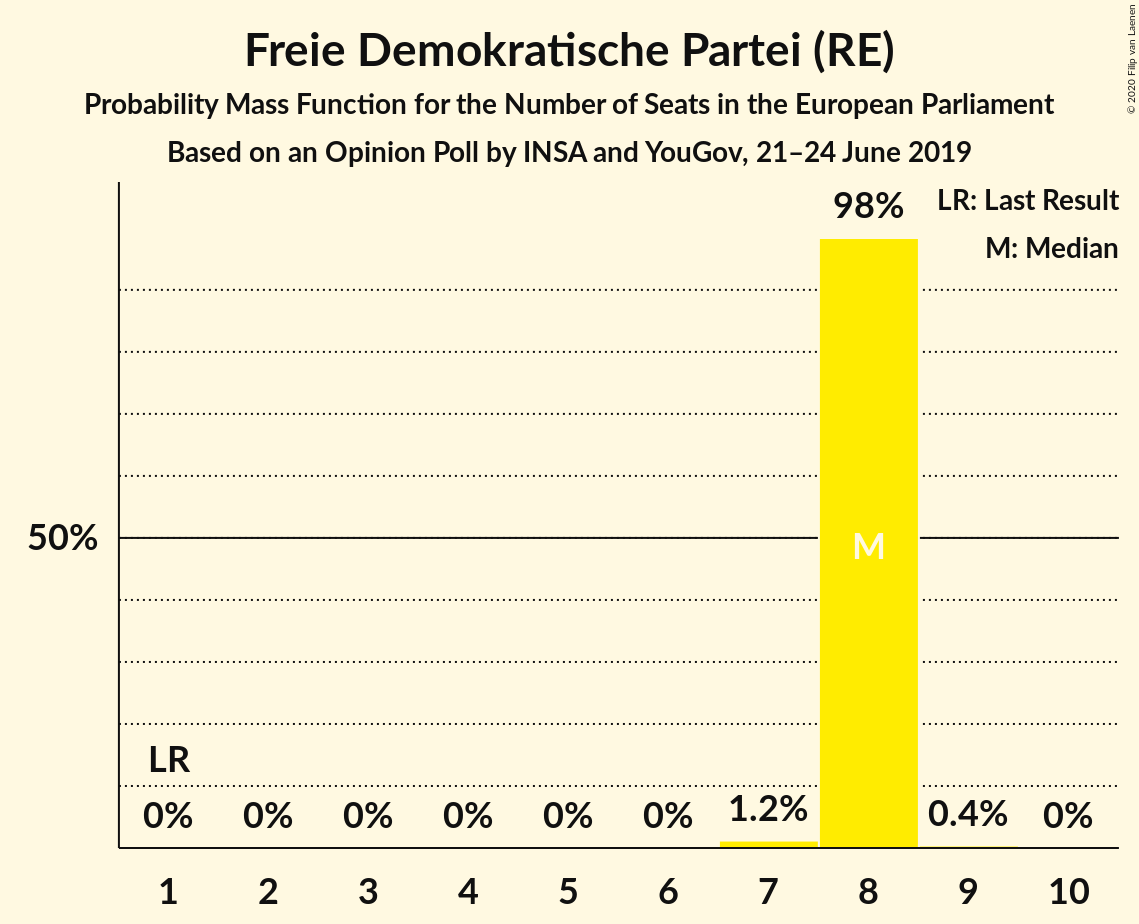 Freie Demokratische Partei (RE)
Probability Mass Function for the Number of Seats in the European Parliament
Based on an Opinion Poll by INSA and YouGov, 21–24 June 2019
© 2020 Filip van Laenen
98%
LR: Last Result
M: Median
50%
M
LR
0% 0% 0% 0% 0% 0% 1.2% 0.4% 0%
1 2 3 4 5 6 7 8 9 10